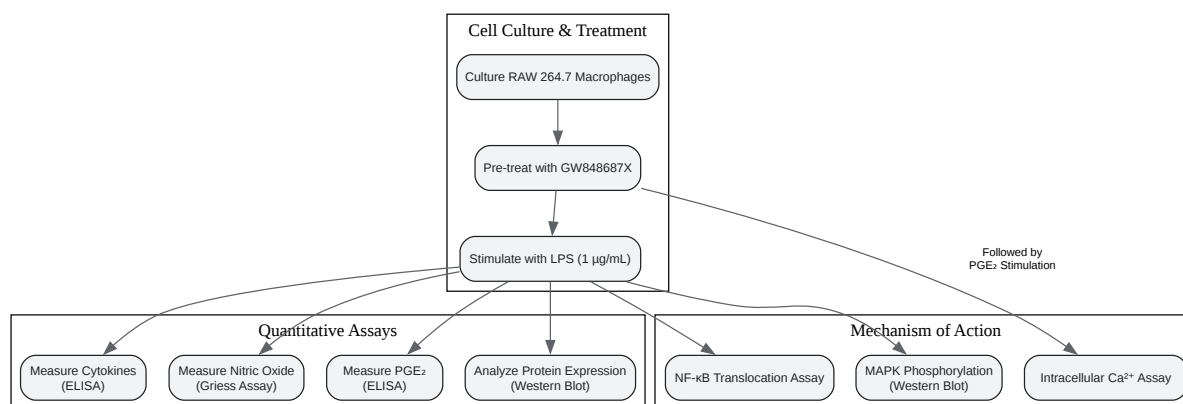 Cell Culture & Treatment
Culture RAW 264.7 Macrophages
Pre-treat with GW848687X
Stimulate with LPS (1 µg/mL)
Followed by
PGE₂ Stimulation
Quantitative Assays
Measure Cytokines
(ELISA)
Measure Nitric Oxide
(Griess Assay)
Measure PGE₂
(ELISA)
Analyze Protein Expression
(Western Blot)
Mechanism of Action
NF-κB Translocation Assay
MAPK Phosphorylation
(Western Blot)
Intracellular Ca²⁺ Assay